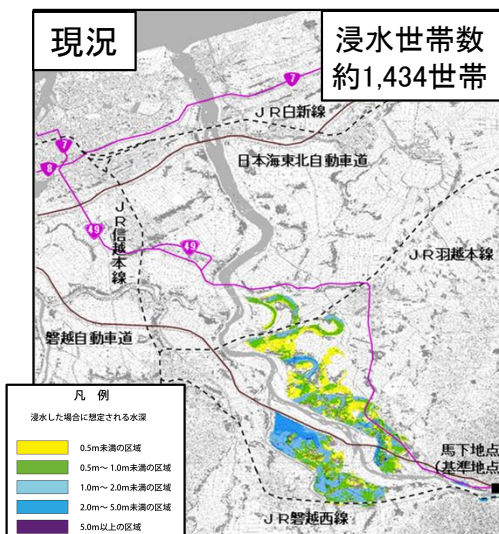 現況
浸水世帯数
約1,434世帯
7
JR白新線
7
8
日本海東北自動車道
JR信越本線
49
49
JR羽越本線
磐越自動車道
凡 例
浸水した場合に想定される水深
0.5m未満の区域
0.5m～ 1.0m未満の区域
1.0m～ 2.0m未満の区域
2.0m～ 5.0m未満の区域
5.0m以上の区域
馬下地点
(基準地点
JR磐越西線